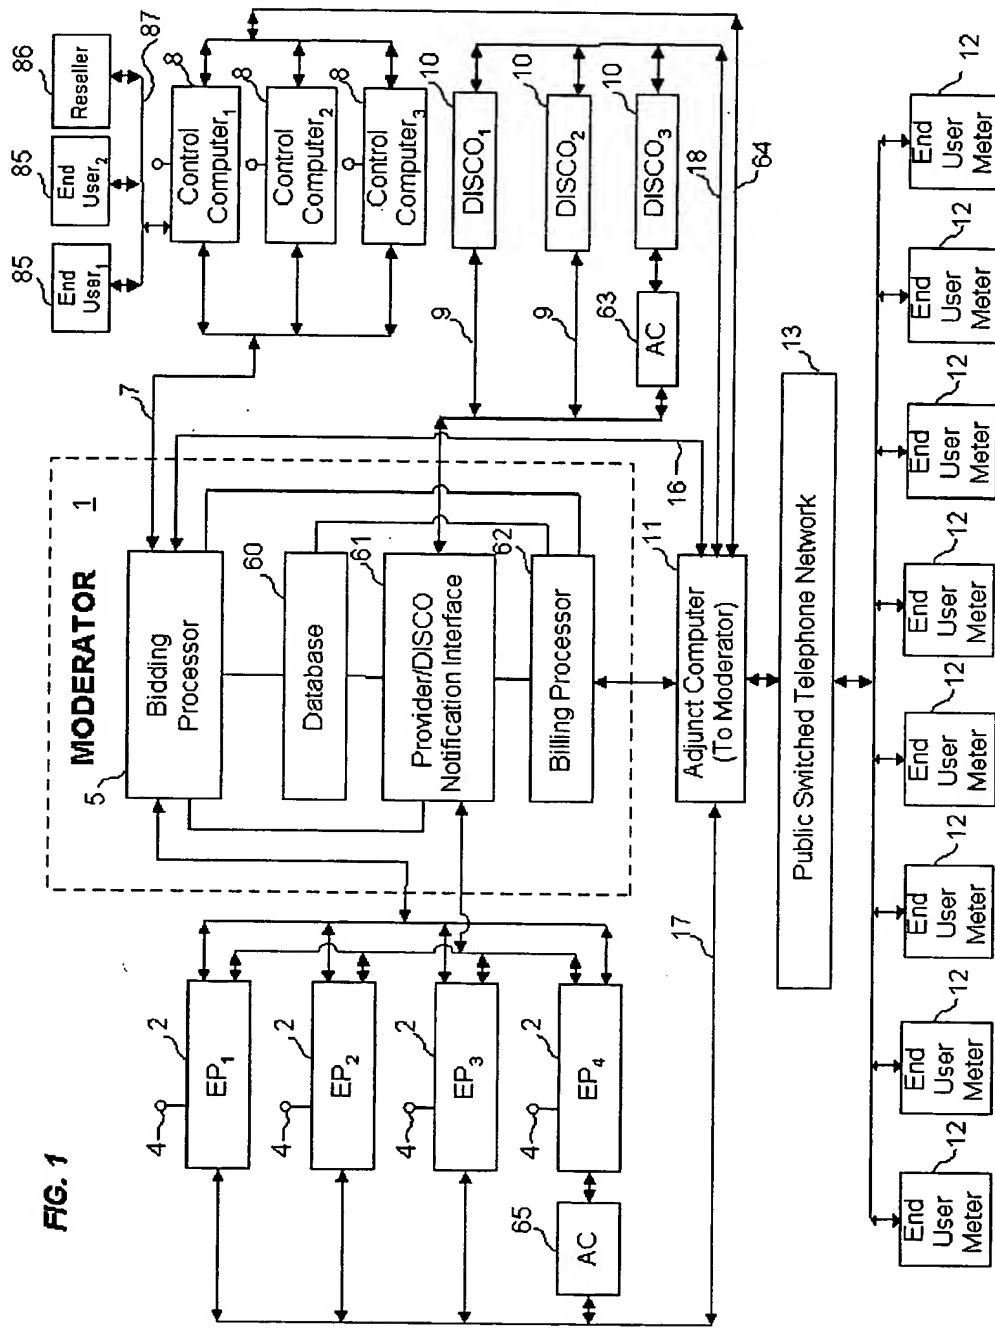 FIG. 1
MODERATOR 1
5
Bidding
Processor
60
Database
61
Provider/DISCO
Notification Interface
62
Billing Processor
4
2
EP1
4
2
EP2
4
2
EP3
4
2
EP4
65
AC
17
7
16
85
End
User1
85
End
User2
86
Reseller
87
8
Control
Computer1
8
Control
Computer2
8
Control
Computer3
9
9
10
DISCO1
10
DISCO2
10
DISCO3
63
AC
18
64
11
Adjunct Computer
(To Moderator)
13
Public Switched Telephone Network
12
End
User
Meter
12
End
User
Meter
12
End
User
Meter
12
End
User
Meter
12
End
User
Meter
12
End
User
Meter
12
End
User
Meter
12
End
User
Meter